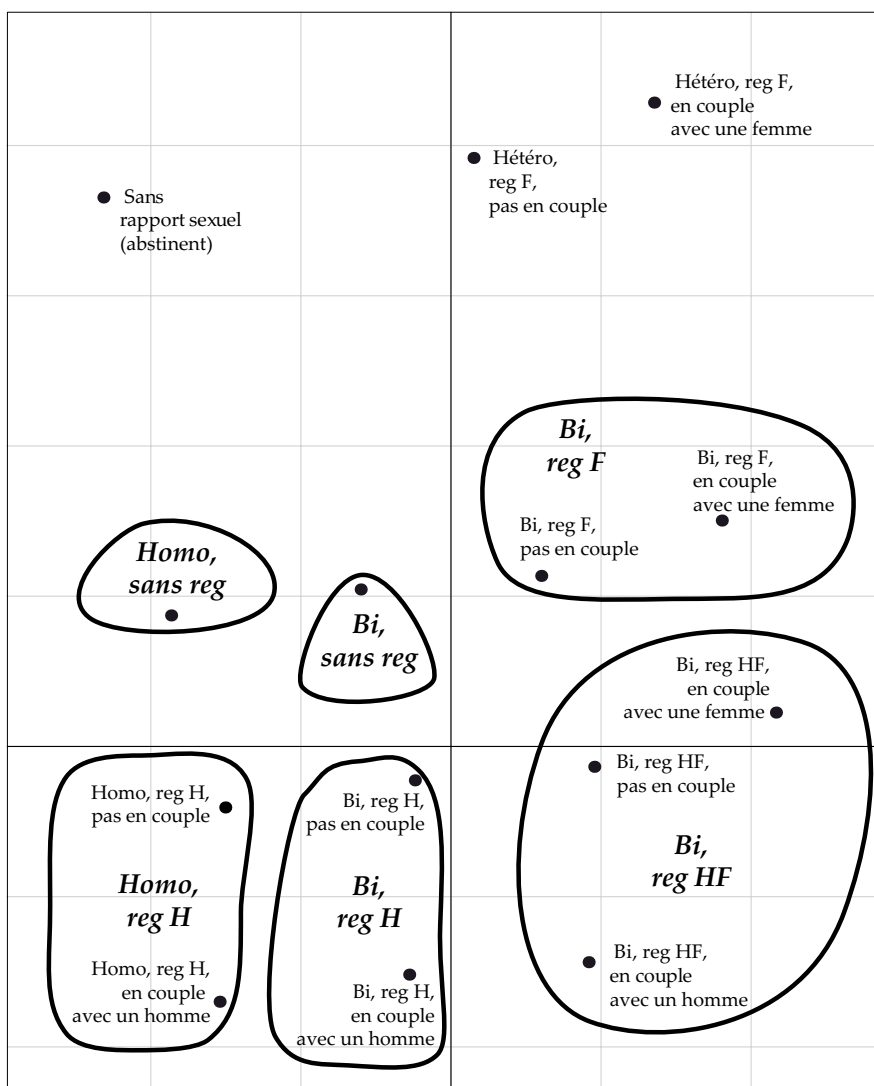 Hétéro, reg F,
en couple
avec une femme
Hétéro,
reg F,
pas en couple
Sans
rapport sexuel
(abstinent)
Bi,
reg F
Bi, reg F,
en couple
avec une femme
Bi, reg F,
pas en couple
Homo,
sans reg
Bi,
sans reg
Bi, reg HF,
en couple
avec une femme
Bi, reg HF,
pas en couple
Homo, reg H,
pas en couple
Bi, reg H,
pas en couple
Bi,
reg HF
Homo,
reg H
Bi,
reg H
Bi, reg HF,
en couple
avec un homme
Homo, reg H,
en couple
avec un homme
Bi, reg H,
en couple
avec un homme